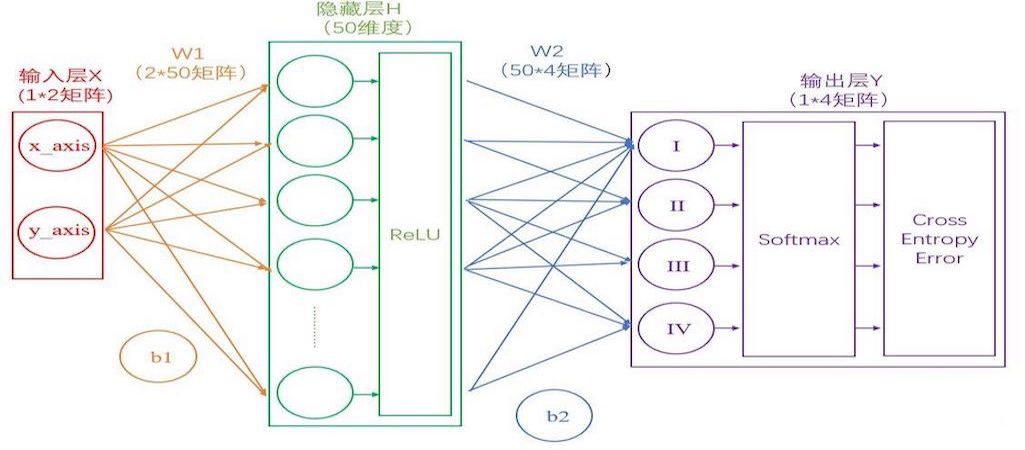 隐藏层H
(50维度)
W1
(2*50矩阵)
W2
(50*4矩阵)
输入层X
(1*2矩阵)
输出层Y
(1*4矩阵)
x_axis
y_axis
b1
ReLU
b2
I
II
III
IV
Softmax
Cross
Entropy
Error